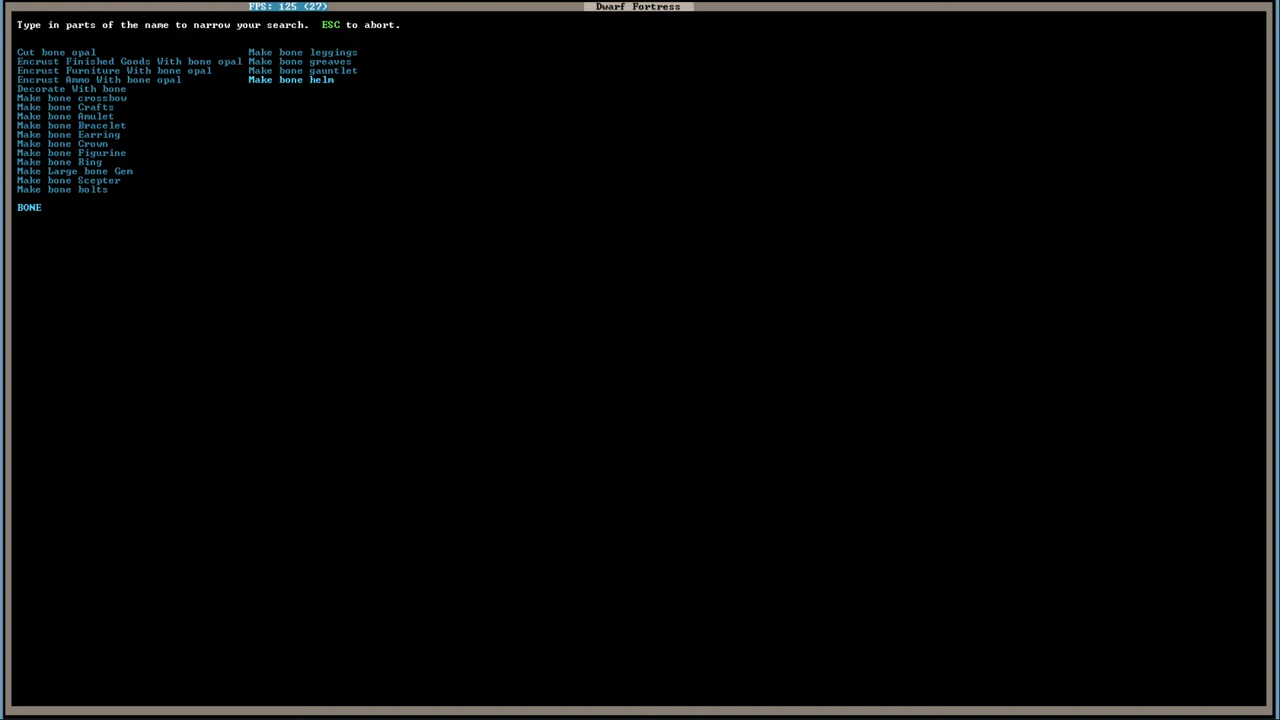 FPS: 125 (27) Dwarf Fortress
Type in parts of the name to narrow your search. ESC to abort.
Cut bone opal
Encrust Finished Goods With bone opal
Encrust Furniture With bone opal
Encrust Ammo With bone opal
Decorate With bone
Make bone crossbow
Make bone Crafts
Make bone Amulet
Make bone Bracelet
Make bone Earring
Make bone Crown
Make bone Figurine
Make bone Ring
Make Large bone Gem
Make bone Scepter
Make bone bolts
Make bone leggings
Make bone greaves
Make bone gauntlet
Make bone helm
BONE